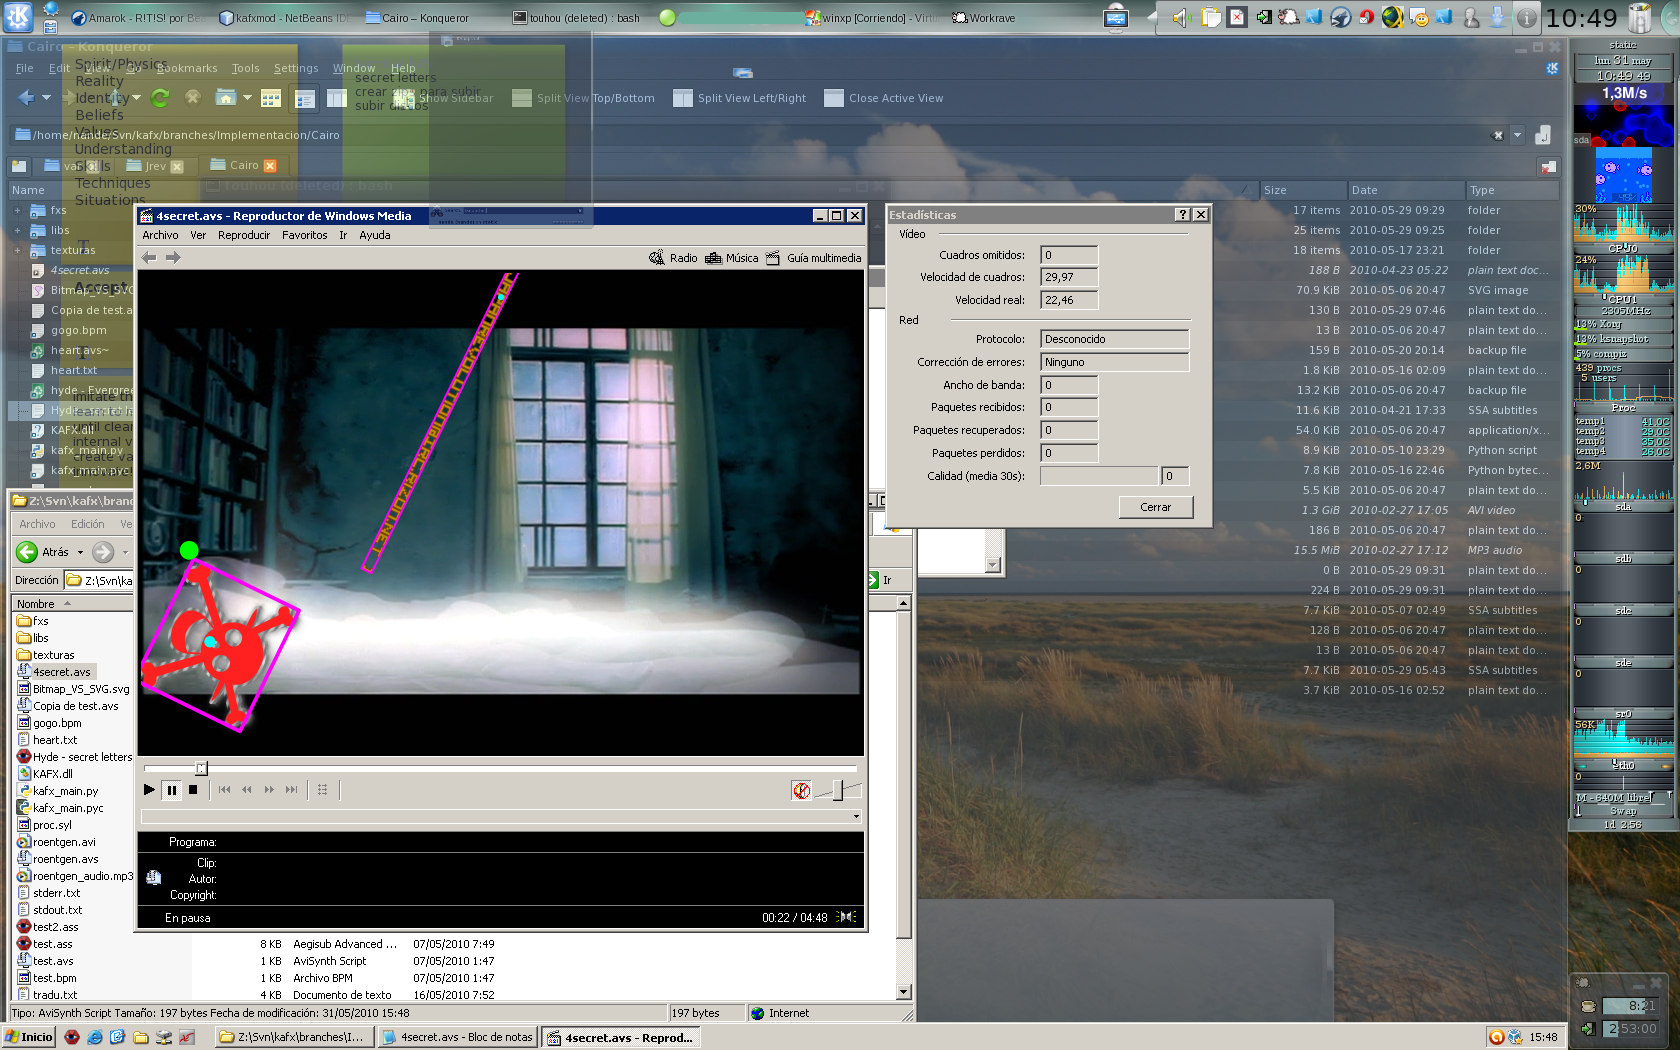 Amarok - R!T!S! por Be
kafxmod - NetBeans ID
Cairo – Konqueror
touhou (deleted) : bash
winxp [Corriendo] - Virtu
Workrave
10:49
Cairo - Konqueror
File Edit View Go Bookmarks Tools Settings Window Help
Spirit/Physics
Reality
Identity
Beliefs
Values
Understanding
Skills
Techniques
Situations
secret letters
crear zips para subir
subir discos
Show Sidebar
Split View Top/Bottom
Split View Left/Right
Close Active View
/home/nande/Svn/kafx/branches/Implementacion/Cairo
Jrev
Cairo
touhou (deleted) : bash
Name
Size Date Type
fxs
17 items 2010-05-29 09:29 folder
libs
25 items 2010-05-29 09:25 folder
texturas
18 items 2010-05-17 23:21 folder
4secret.avs
188 B 2010-04-23 05:22 plain text doc...
Bitmap_VS_SVG
70.9 KiB 2010-05-06 20:47 SVG image
Copia de test.a
130 B 2010-05-29 07:46 plain text do...
gogo.bpm
13 B 2010-05-06 20:47 plain text do...
heart.avs~
159 B 2010-05-20 20:14 backup file
heart.txt
1.8 KiB 2010-05-16 02:09 plain text do...
hyde - Evergree
13.2 KiB 2010-05-06 20:47 backup file
11.6 KiB 2010-04-21 17:33 SSA subtitles
KAFX.dll
54.0 KiB 2010-05-06 20:47 application/x...
kafx_main.py
8.9 KiB 2010-05-10 23:29 Python script
kafx_main.pyc
7.8 KiB 2010-05-16 22:46 Python bytec...
5.5 KiB 2010-05-06 20:47 plain text do...
1.3 GiB 2010-02-27 17:05 AVI video
186 B 2010-05-06 20:47 plain text do...
15.5 MiB 2010-02-27 17:12 MP3 audio
0 B 2010-05-29 09:31 plain text do...
224 B 2010-05-29 09:31 plain text do...
7.7 KiB 2010-05-07 02:49 SSA subtitles
128 B 2010-05-06 20:47 plain text do...
13 B 2010-05-06 20:47 plain text do...
7.7 KiB 2010-05-29 05:43 SSA subtitles
3.7 KiB 2010-05-16 02:52 plain text do...
4secret.avs - Reproductor de Windows Media
Archivo Ver Reproducir Favoritos Ir Ayuda
Radio Música Guía multimedia
Programa:
Clip:
Autor:
Copyright:
En pausa
00:22 / 04:48
Estadísticas
Vídeo
Cuadros omitidos: 0
Velocidad de cuadros: 29,97
Velocidad real: 22,46
Red
Protocolo: Desconocido
Corrección de errores: Ninguno
Ancho de banda: 0
Paquetes recibidos: 0
Paquetes recuperados: 0
Paquetes perdidos: 0
Calidad (media 30s): 0
Cerrar
Z:\Svn\kafx\branc
Archivo Edición Ve
Atrás
Dirección Z:\Svn\ka
Ir
Nombre
fxs
libs
texturas
4secret.avs
Bitmap_VS_SVG.svg
Copia de test.avs
gogo.bpm
heart.txt
Hyde - secret letters
KAFX.dll
kafx_main.py
kafx_main.pyc
proc.syl
roentgen.avi
roentgen.avs
roentgen_audio.mp3
stderr.txt
stdout.txt
test2.ass
test.ass 8 KB Aegisub Advanced ... 07/05/2010 7:49
test.avs 1 KB AviSynth Script 07/05/2010 1:47
test.bpm 1 KB Archivo BPM 07/05/2010 1:47
tradu.txt 4 KB Documento de texto 16/05/2010 7:52
Tipo: AviSynth Script Tamaño: 197 bytes Fecha de modificación: 31/05/2010 15:48
197 bytes
Internet
Inicio
Z:\Svn\kafx\branches\I...
4secret.avs - Bloc de notas
4secret.avs - Reprod...
15:48
static
lun 31 may
10:49 49
1,3M/s
sda
30%
CPU0
24%
CPU1
2305MHz
13% Xorg
13% ksnapshot
5% compiz
439 procs
5 users
Proc
temp1 41.0C
temp2 29.0C
temp3 35.0C
temp4 26.0C
2,6M
sda
0
sdb
0
sdc
0
sdd
0
sde
0
sr0
56K
eth0
0
M - 640M libre
Swap
1d 2:53
8:21
2:53:00